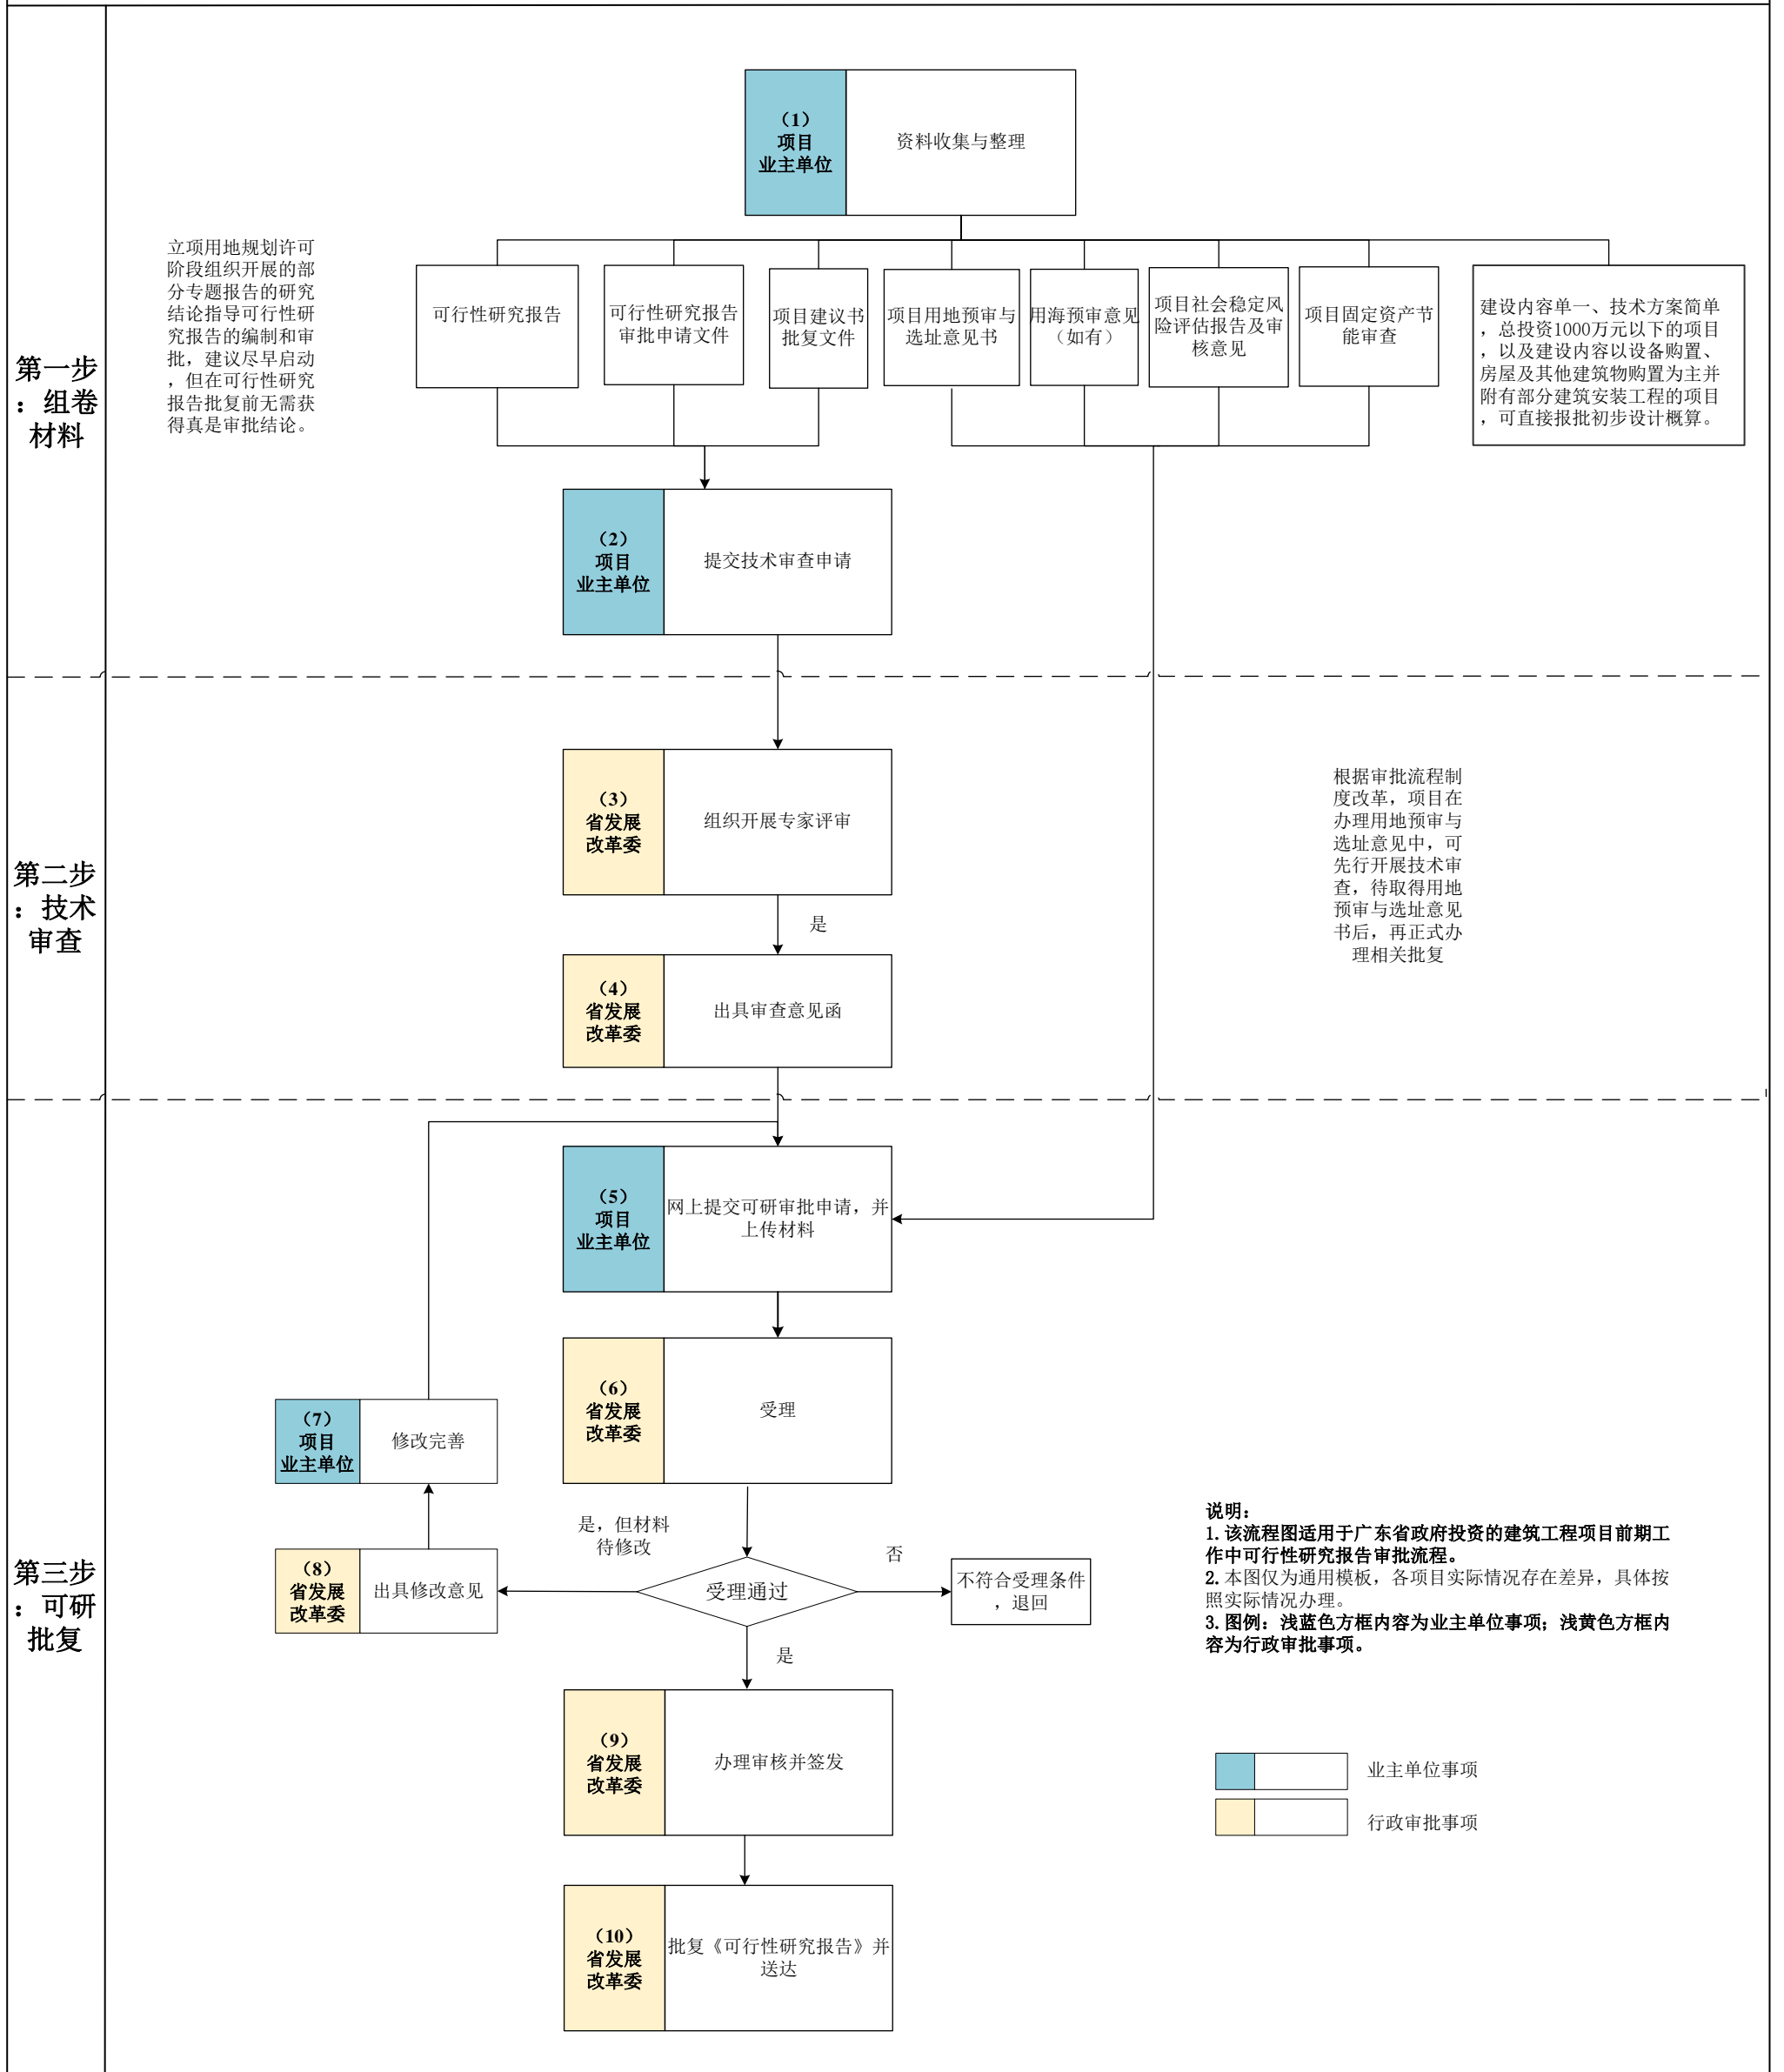 第一步
：组卷
材料
（1）
项目
业主单位
资料收集与整理
立项用地规划许可
阶段组织开展的部
分专题报告的研究
结论指导可行性研
究报告的编制和审
批，建议尽早启动
，但在可行性研究
报告批复前无需获
得真是审批结论。
可行性研究报告
可行性研究报告
审批申请文件
项目建议书
批复文件
项目用地预审与
选址意见书
用海预审意见
（如有）
项目社会稳定风
险评估报告及审
核意见
项目固定资产节
能审查
建设内容单一、技术方案简单
，总投资1000万元以下的项目
，以及建设内容以设备购置、
房屋及其他建筑物购置为主并
附有部分建筑安装工程的项目
，可直接报批初步设计概算。
（2）
项目
业主单位
提交技术审查申请
第二步
：技术
审查
（3）
省发展
改革委
组织开展专家评审
是
（4）
省发展
改革委
出具审查意见函
根据审批流程制
度改革，项目在
办理用地预审与
选址意见中，可
先行开展技术审
查，待取得用地
预审与选址意见
书后，再正式办
理相关批复
第三步
：可研
批复
（5）
项目
业主单位
网上提交可研审批申请，并
上传材料
（6）
省发展
改革委
受理
（7）
项目
业主单位
修改完善
是，但材料
待修改
（8）
省发展
改革委
出具修改意见
受理通过
否
不符合受理条件
，退回
是
（9）
省发展
改革委
办理审核并签发
（10）
省发展
改革委
批复《可行性研究报告》并
送达
说明：
1.该流程图适用于广东省政府投资的建筑工程项目前期工
作中可行性研究报告审批流程。
2.本图仅为通用模板，各项目实际情况存在差异，具体按
照实际情况办理。
3.图例：浅蓝色方框内容为业主单位事项；浅黄色方框内
容为行政审批事项。
业主单位事项
行政审批事项